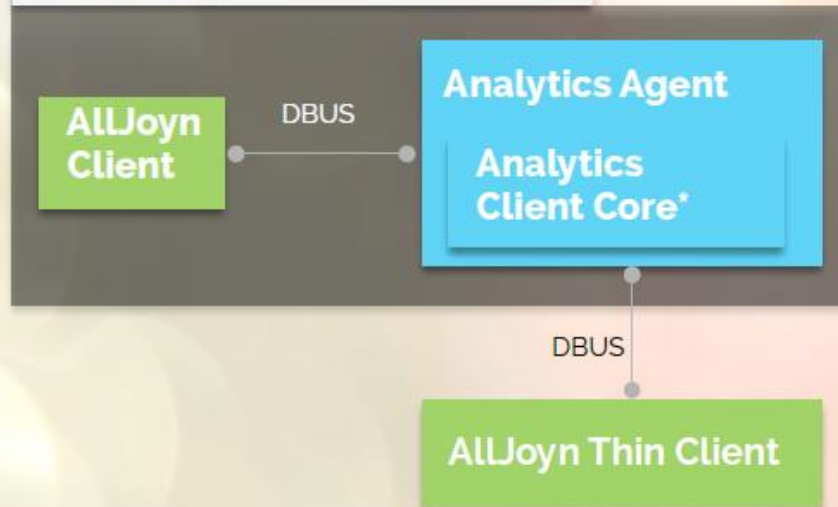 AllJoyn
Client
DBUS
Analytics Agent
Analytics
Client Core*
DBUS
AllJoyn Thin Client